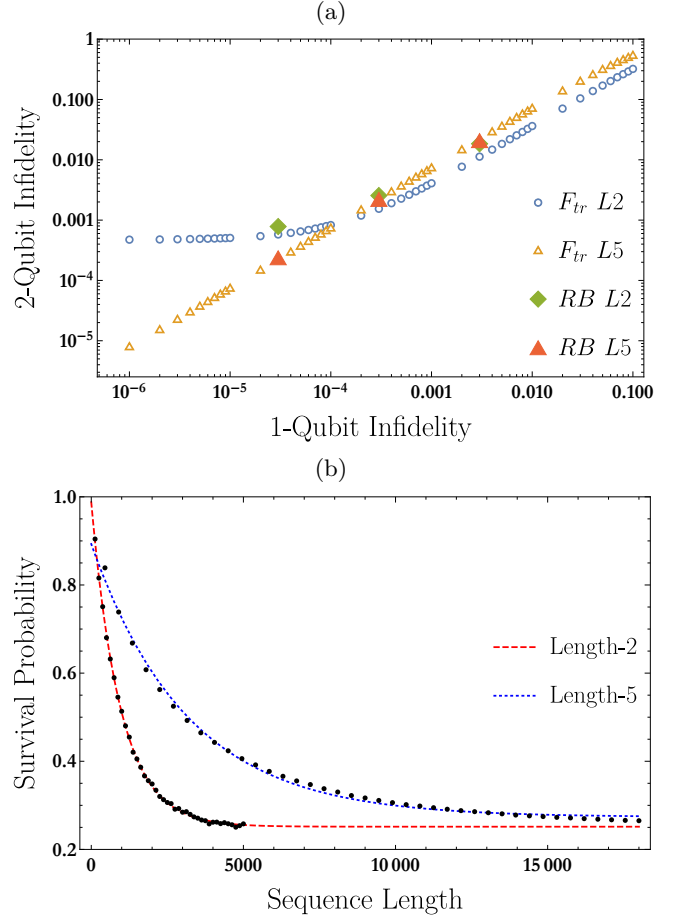 (a)
2-Qubit Infidelity
1
0.100
0.010
0.001
10⁻⁴
10⁻⁵
F_tr L2
F_tr L5
RB L2
RB L5
10⁻⁶ 10⁻⁵ 10⁻⁴ 0.001 0.010 0.100
1-Qubit Infidelity
(b)
Survival Probability
1.0
0.8
0.6
0.4
0.2
Length-2
Length-5
0 5000 10 000 15 000
Sequence Length